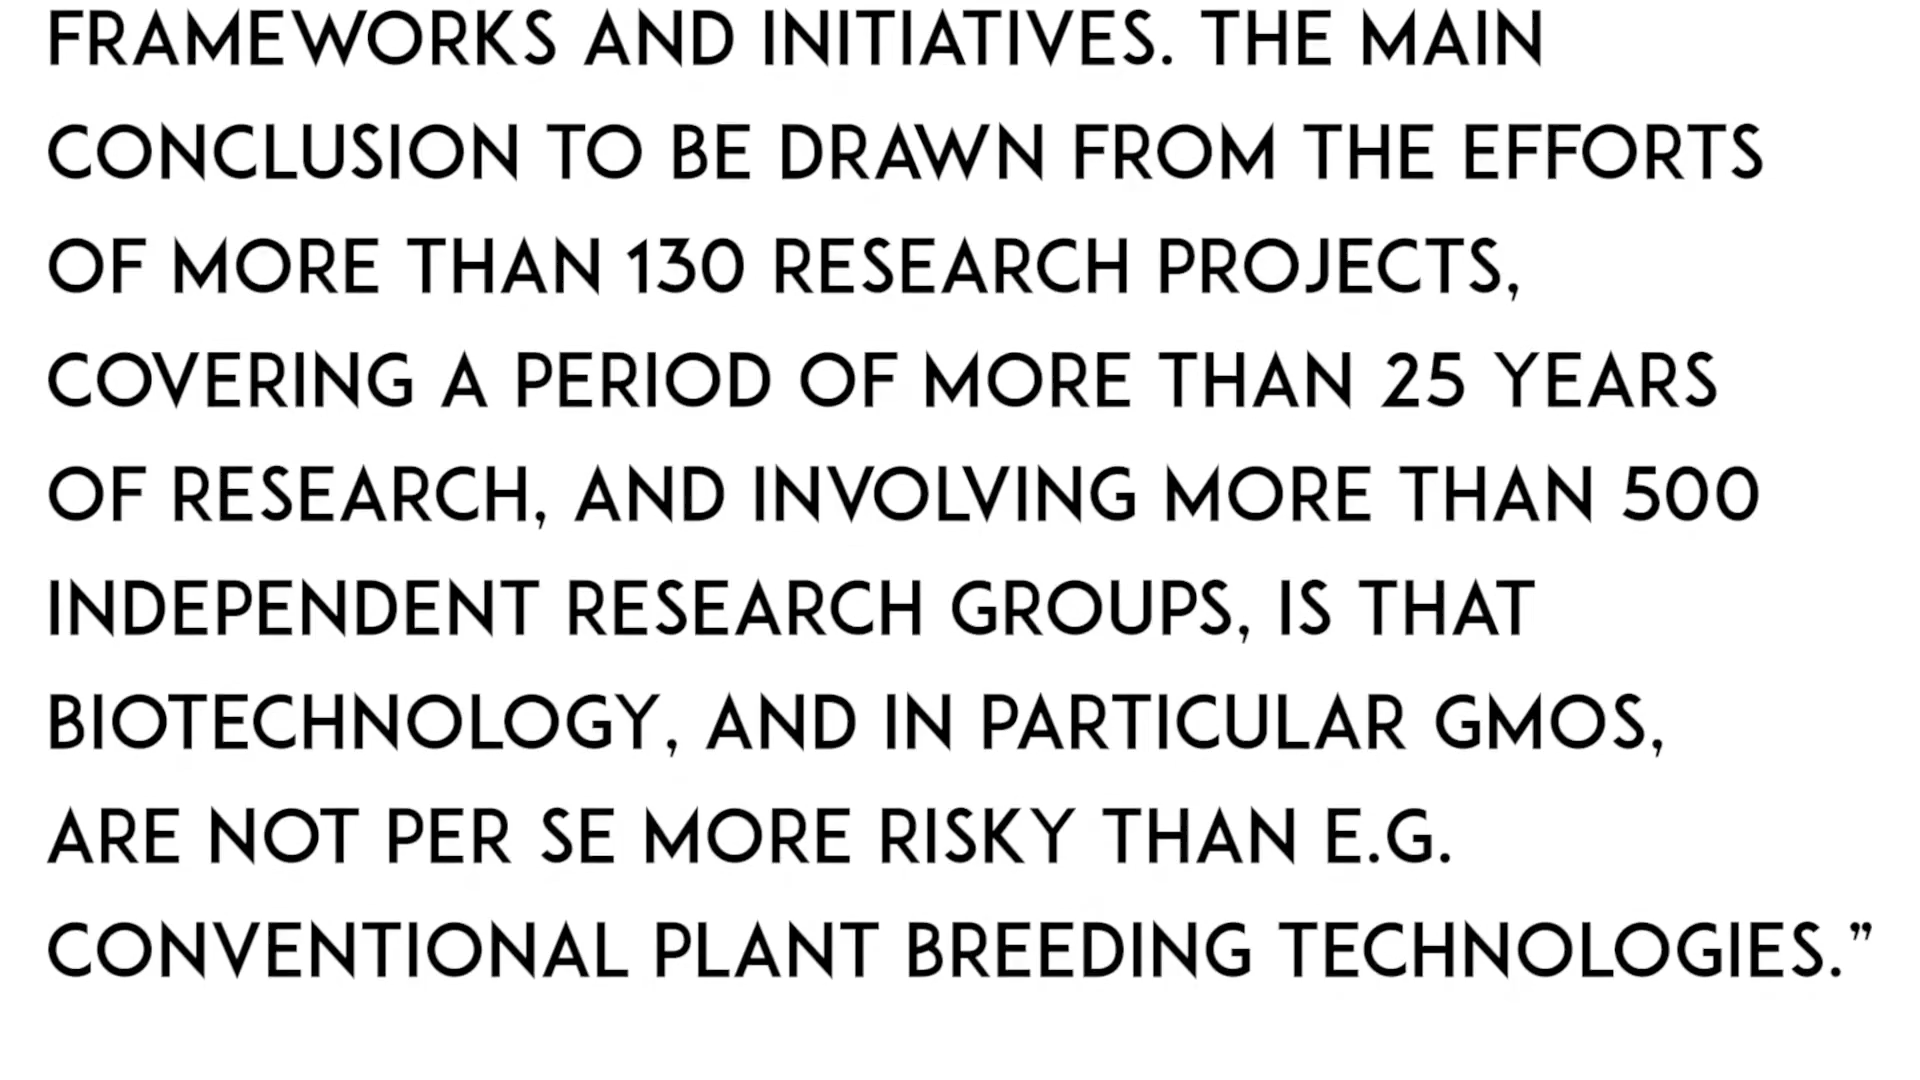 FRAMEWORKS AND INITIATIVES. THE MAIN
CONCLUSION TO BE DRAWN FROM THE EFFORTS
OF MORE THAN 130 RESEARCH PROJECTS,
COVERING A PERIOD OF MORE THAN 25 YEARS
OF RESEARCH, AND INVOLVING MORE THAN 500
INDEPENDENT RESEARCH GROUPS, IS THAT
BIOTECHNOLOGY, AND IN PARTICULAR GMOS,
ARE NOT PER SE MORE RISKY THAN E.G.
CONVENTIONAL PLANT BREEDING TECHNOLOGIES.”